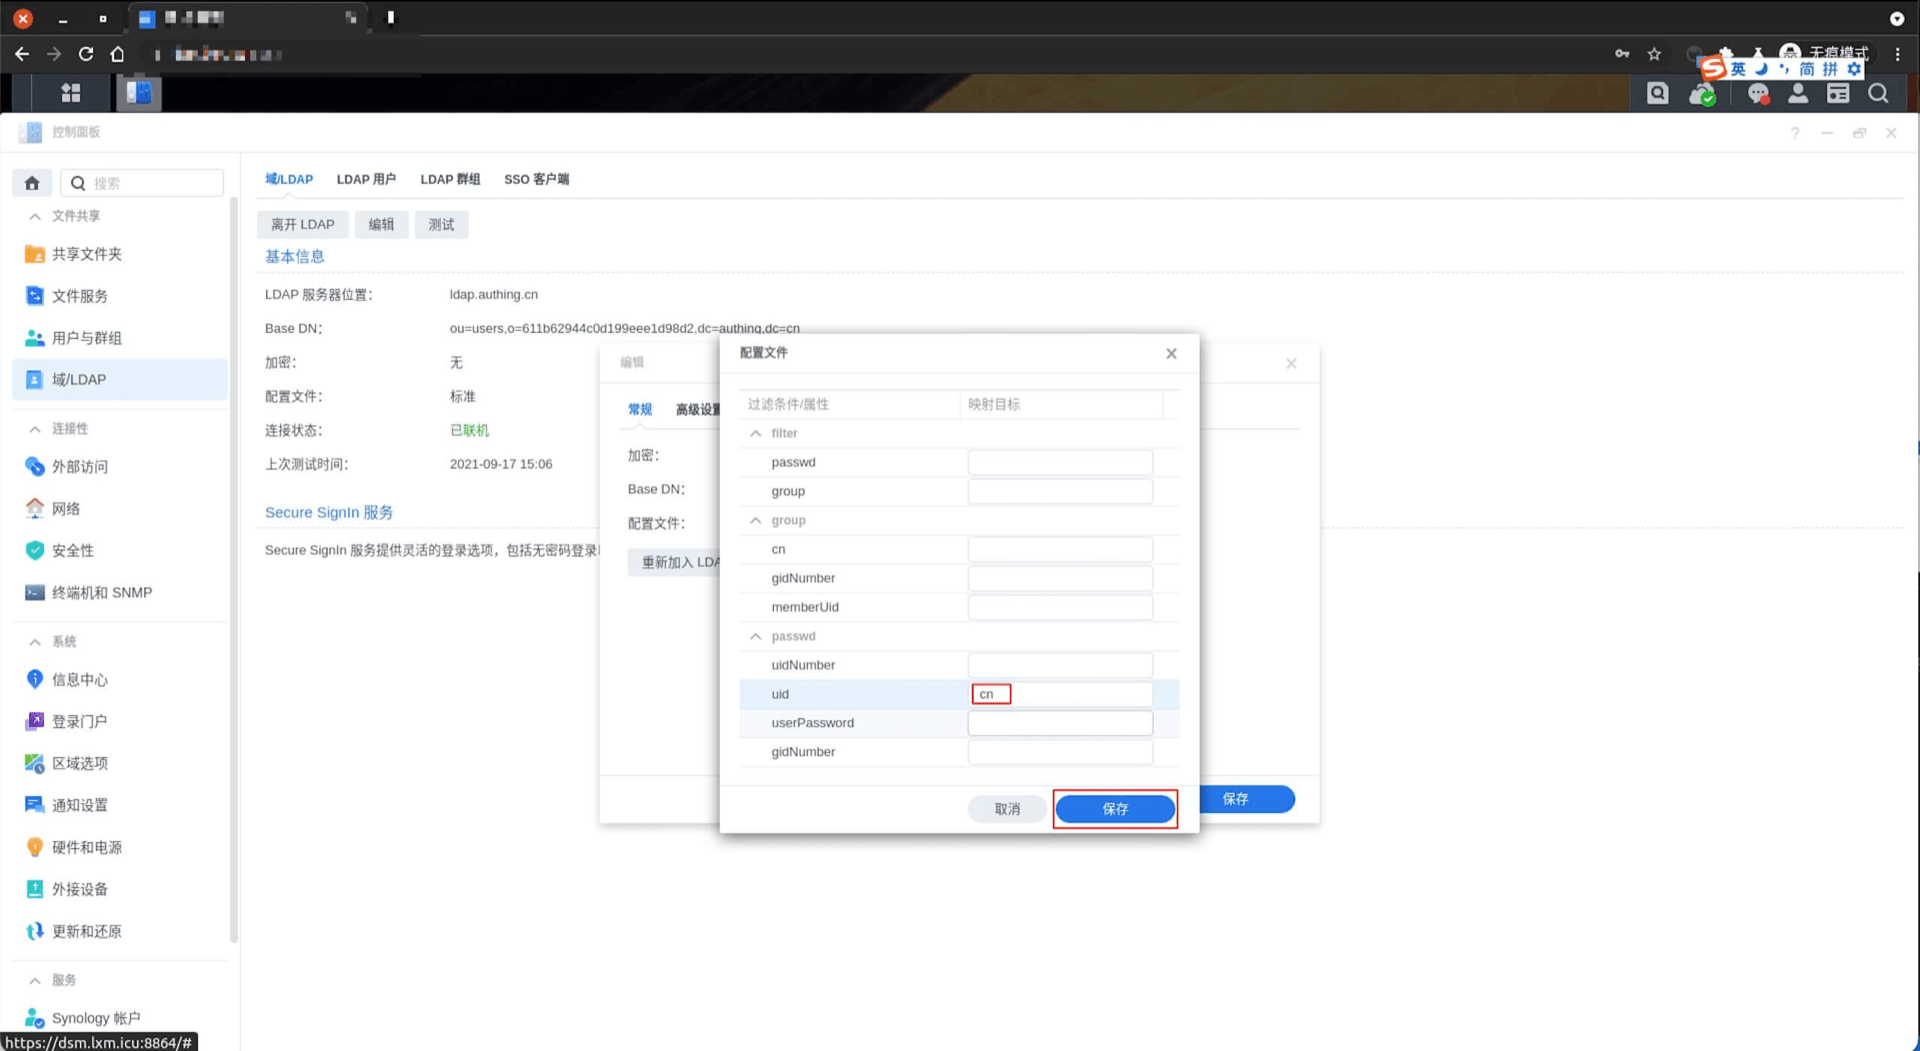 无痕模式
英 简 拼
控制面板
搜索
文件共享
共享文件夹
文件服务
用户与群组
域/LDAP
连接性
外部访问
网络
安全性
终端机和 SNMP
系统
信息中心
登录门户
区域选项
通知设置
硬件和电源
外接设备
更新和还原
服务
Synology 帐户
https://dsm.lxm.icu:8864/#
域/LDAP LDAP 用户 LDAP 群组 SSO 客户端
离开 LDAP 编辑 测试
基本信息
LDAP 服务器位置： ldap.authing.cn
Base DN： ou=users,o=611b62944c0d199eee1d98d2,dc=authing,dc=cn
加密： 无
配置文件： 标准
连接状态： 已联机
上次测试时间： 2021-09-17 15:06
Secure SignIn 服务
Secure SignIn 服务提供灵活的登录选项，包括无密码登录
编辑
常规 高级设置
加密：
Base DN：
配置文件：
重新加入 LDA
保存
配置文件
过滤条件/属性 映射目标
filter
passwd
group
group
cn
gidNumber
memberUid
passwd
uidNumber
uid cn
userPassword
gidNumber
取消 保存